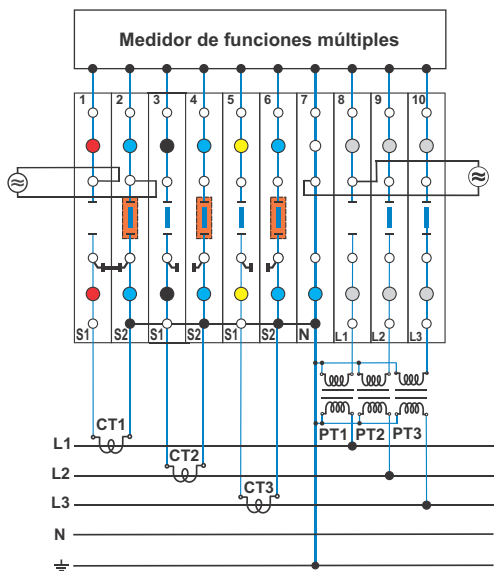 Medidor de funciones múltiples
1 2 3 4 5 6 7 8 9 10
S1 S2 S1 S2 S1 S2 N L1 L2 L3
PT1 PT2 PT3
CT1
L1
CT2
L2
CT3
L3
N